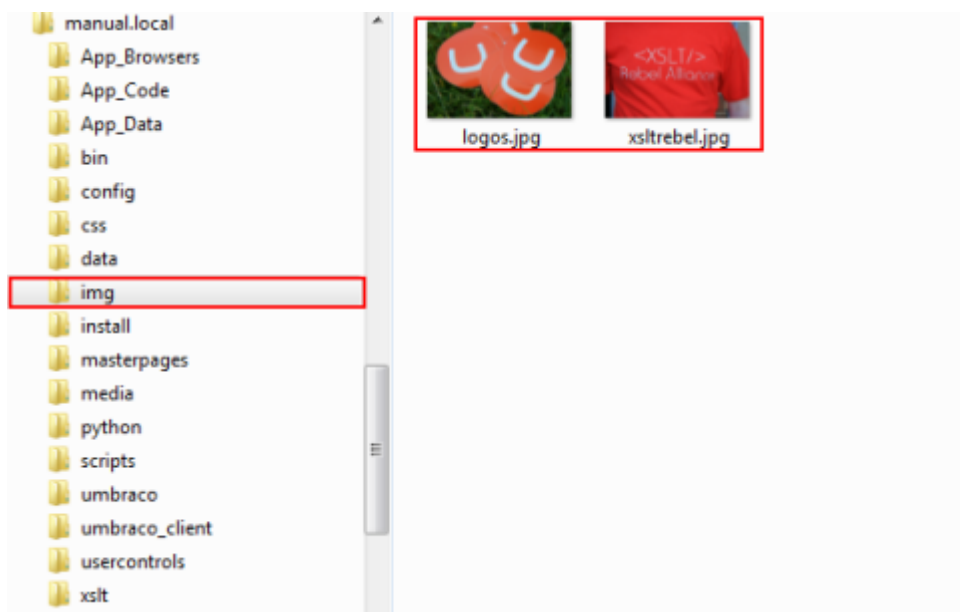 manual.local
App_Browsers
App_Code
App_Data
bin
config
css
data
img
install
masterpages
media
python
scripts
umbraco
umbraco_client
usercontrols
xslt
<XSLT/>
Rebel Alliance
logos.jpg
xsltrebel.jpg